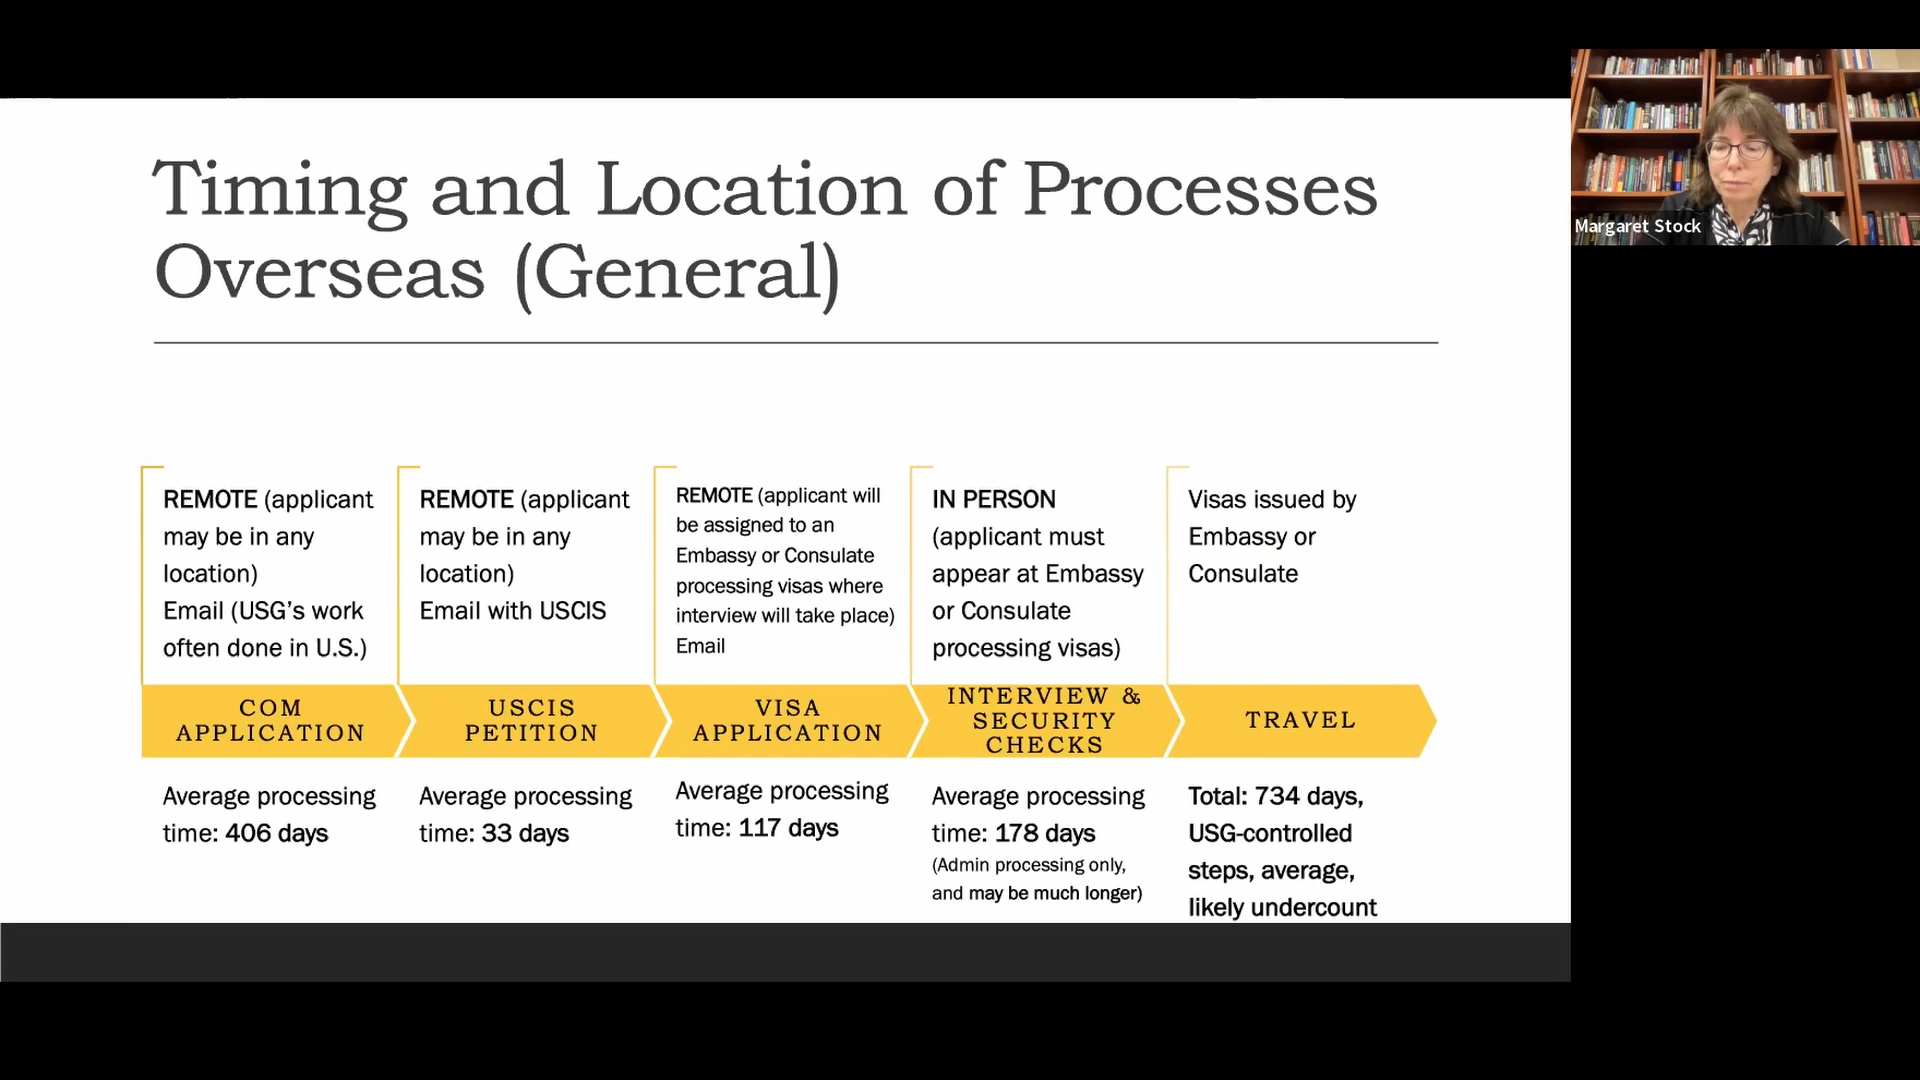 Timing and Location of Processes
Overseas (General)
Margaret Stock
REMOTE (applicant
may be in any
location)
Email (USG’s work
often done in U.S.)
REMOTE (applicant
may be in any
location)
Email with USCIS
REMOTE (applicant will
be assigned to an
Embassy or Consulate
processing visas where
interview will take place)
Email
IN PERSON
(applicant must
appear at Embassy
or Consulate
processing visas)
Visas issued by
Embassy or
Consulate
COM
APPLICATION
USCIS
PETITION
VISA
APPLICATION
INTERVIEW &
SECURITY
CHECKS
TRAVEL
Average processing
time: 406 days
Average processing
time: 33 days
Average processing
time: 117 days
Average processing
time: 178 days
(Admin processing only,
and may be much longer)
Total: 734 days,
USG-controlled
steps, average,
likely undercount